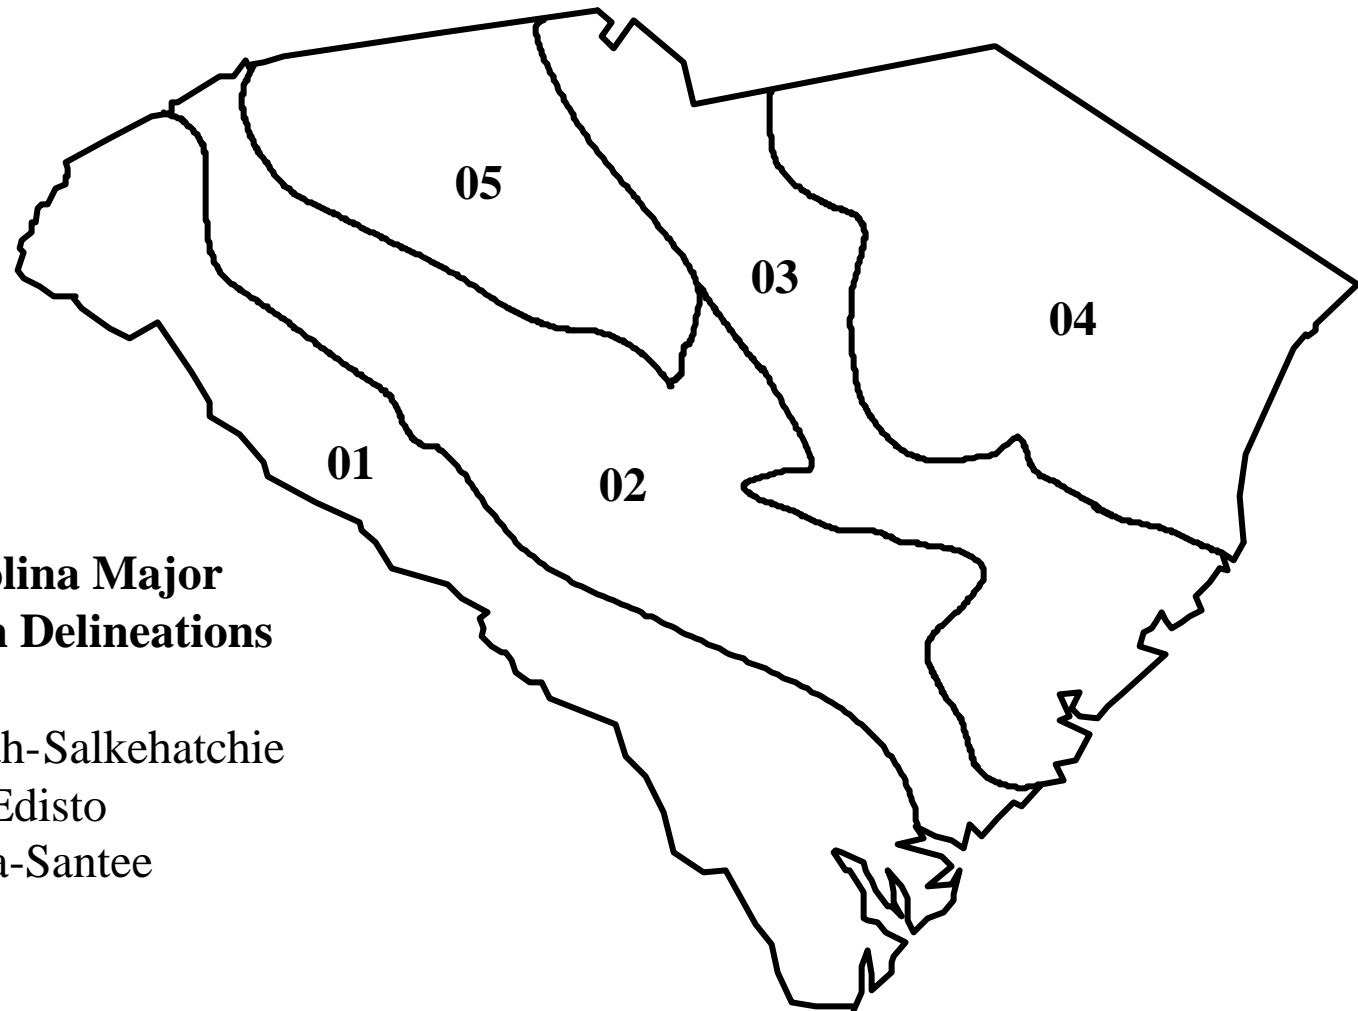 05
03
04
01
02
olina Major
n Delineations
h-Salkehatchie
Edisto
a-Santee